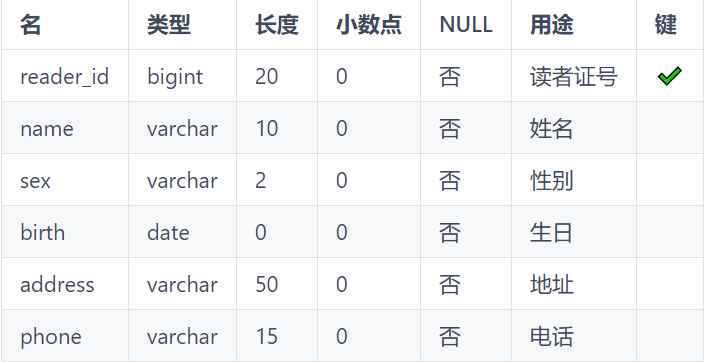 名 类型 长度 小数点 NULL 用途 键
reader_id bigint 20 0 否 读者证号 ✔
name varchar 10 0 否 姓名
sex varchar 2 0 否 性别
birth date 0 0 否 生日
address varchar 50 0 否 地址
phone varchar 15 0 否 电话